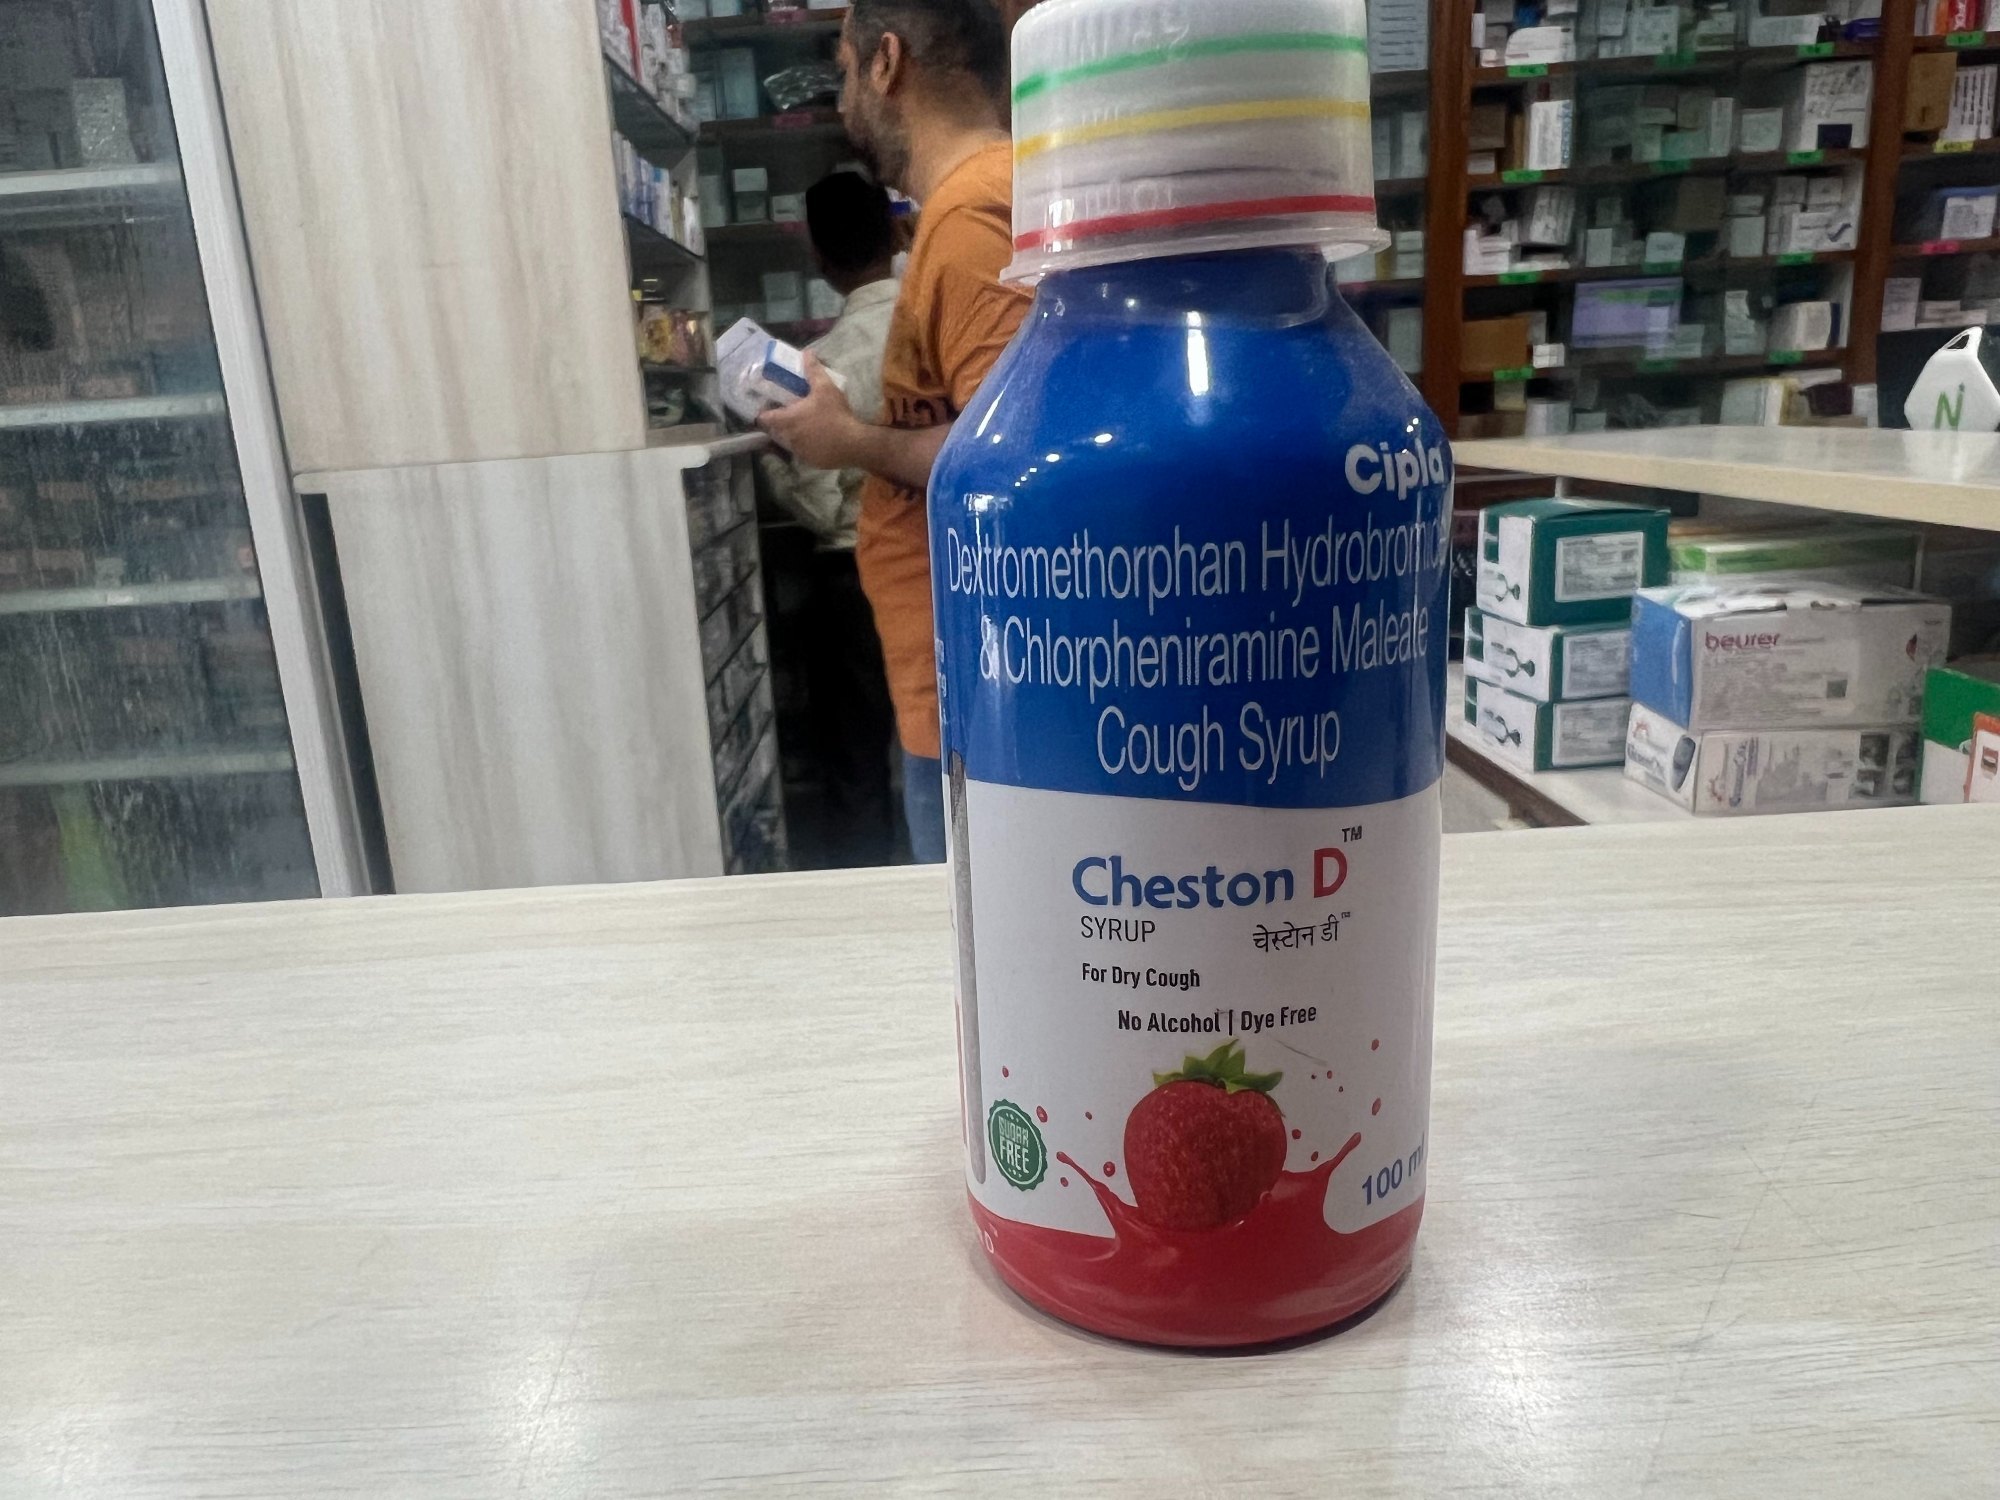 Cipla
Dextromethorphan Hydrobromide
& Chlorpheniramine Maleate
Cough Syrup
Cheston D™
SYRUP
चेस्टोन डी™
For Dry Cough
No Alcohol | Dye Free
SUGAR
FREE
100 ml
D
beurer
N